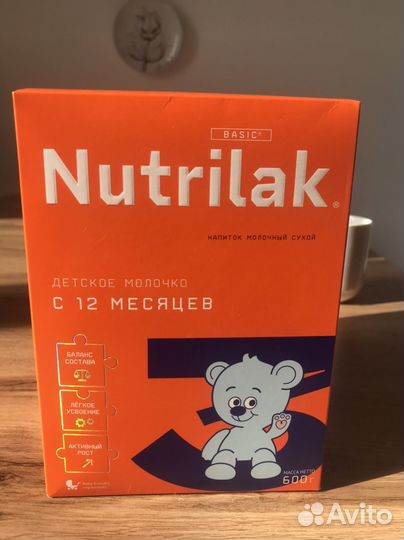 BASIC®
Nutrilak®
НАПИТОК МОЛОЧНЫЙ СУХОЙ
ДЕТСКОЕ МОЛОЧКО
С 12 МЕСЯЦЕВ
БАЛАНС
СОСТАВА
ЛЁГКОЕ
УСВОЕНИЕ
АКТИВНЫЙ
РОСТ
3
МАССА НЕТТО
600 г
Avito